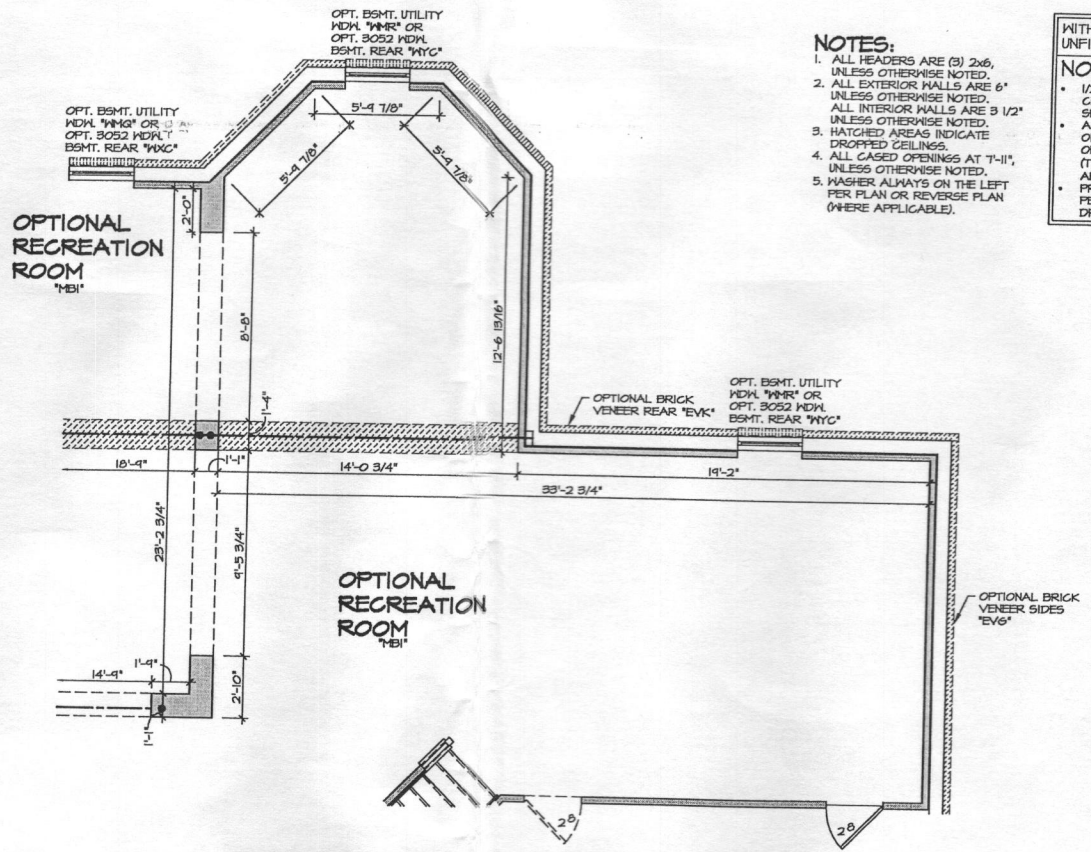 OPT. BSMT. UTILITY
WDW. "WMR" OR
OPT. 3052 WDW.
BSMT. REAR "WYC"
OPT. BSMT. UTILITY
WDW. "WMQ" OR
OPT. 3052 WDW.
BSMT. REAR "WXC"
5'-9 7/8"
5'-9 7/8"
5'-9 7/8"
2'-0"
OPTIONAL
RECREATION
ROOM
"MB1"
8'-8"
12'-6 13/16"
1'-4"
OPTIONAL BRICK
VENEER REAR "EVK"
OPT. BSMT. UTILITY
WDW. "WMR" OR
OPT. 3052 WDW.
BSMT. REAR "WYC"
18'-9"
1'-1"
14'-0 3/4"
19'-2"
33'-2 3/4"
23'-2 3/4"
9'-5 3/4"
OPTIONAL
RECREATION
ROOM
"MB1"
OPTIONAL BRICK
VENEER SIDES
"EVG"
1'-9"
14'-9"
2'-10"
1'-1"
28
28
NOTES:
1. ALL HEADERS ARE (3) 2x6,
UNLESS OTHERWISE NOTED.
2. ALL EXTERIOR WALLS ARE 6"
UNLESS OTHERWISE NOTED.
ALL INTERIOR WALLS ARE 3 1/2"
UNLESS OTHERWISE NOTED.
3. HATCHED AREAS INDICATE
DROPPED CEILINGS.
4. ALL CASED OPENINGS AT 7'-11",
UNLESS OTHERWISE NOTED.
5. WASHER ALWAYS ON THE LEFT
PER PLAN OR REVERSE PLAN
(WHERE APPLICABLE).
WITH
UNFI
NO